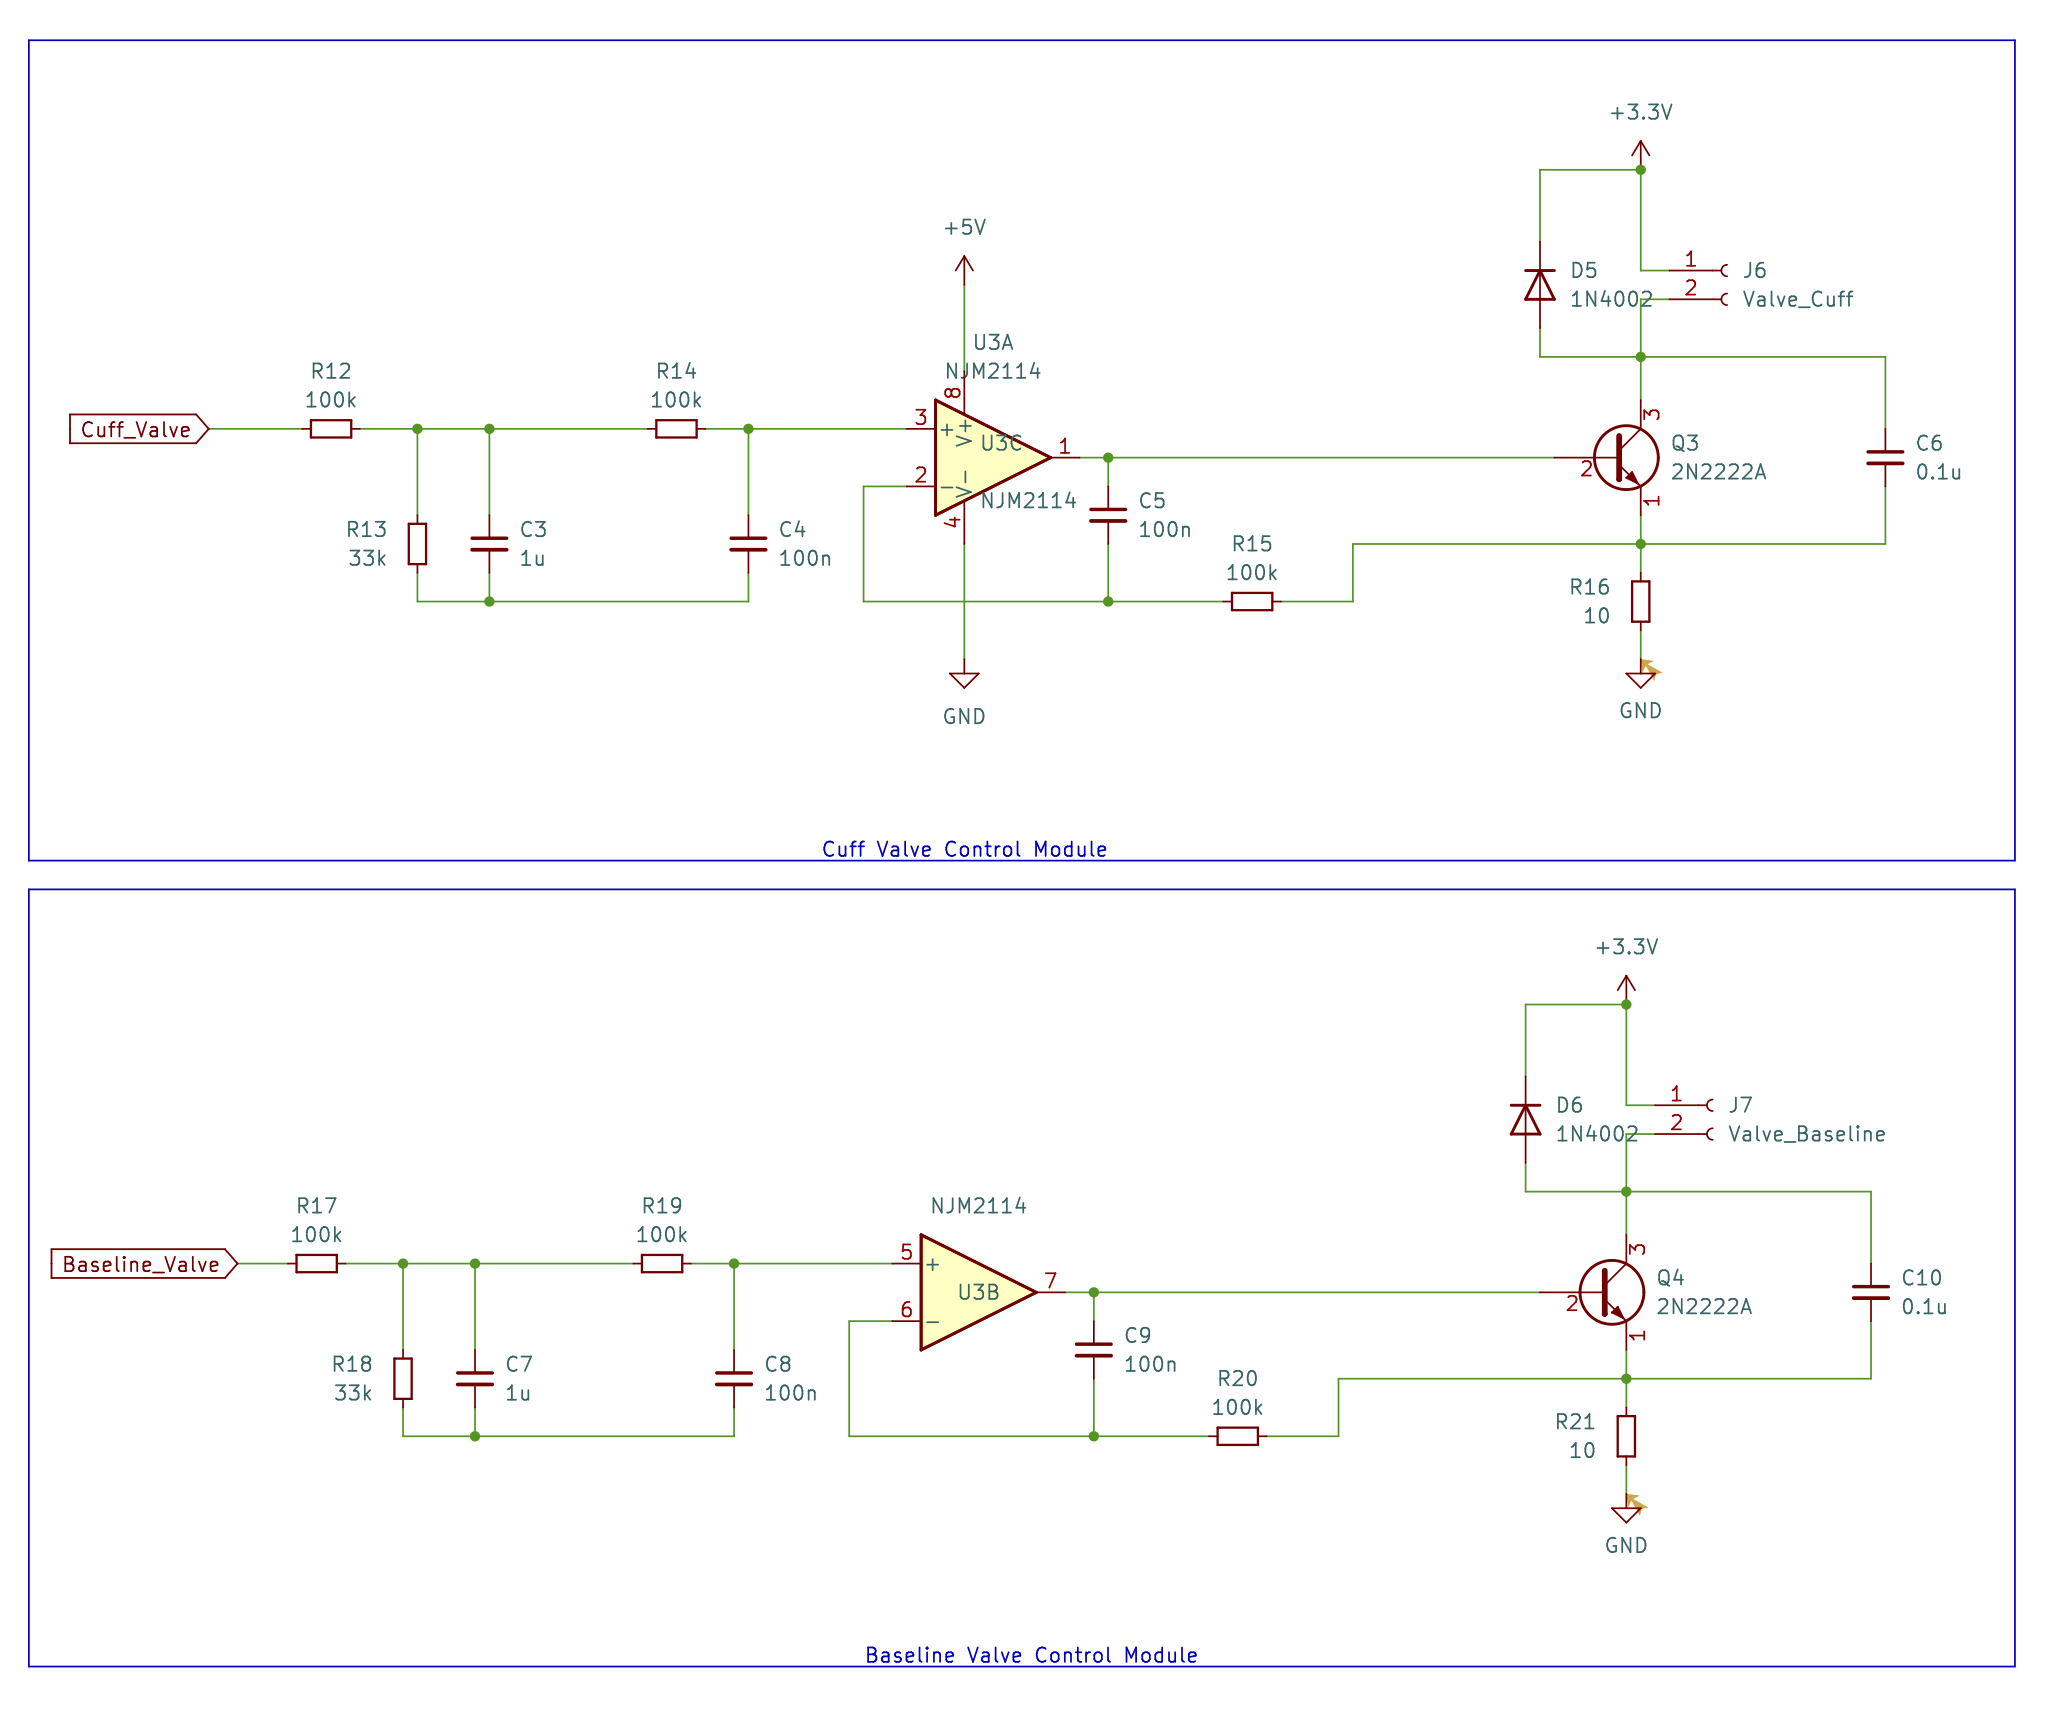 +3.3V
+5V
D5
1N4002
1
2
J6
Valve_Cuff
U3A
NJM2114
8
R12
100k
R14
100k
Cuff_Valve
3
+
V+
U3C
1
2
-
V-
NJM2114
4
3
2
1
Q3
2N2222A
C6
0.1u
R13
33k
C3
1u
C4
100n
C5
100n
R15
100k
R16
10
GND
GND
Cuff Valve Control Module
+3.3V
D6
1N4002
1
2
J7
Valve_Baseline
R17
100k
R19
100k
NJM2114
Baseline_Valve
5
+
U3B
7
6
-
3
2
1
Q4
2N2222A
C10
0.1u
R18
33k
C7
1u
C8
100n
C9
100n
R20
100k
R21
10
GND
Baseline Valve Control Module